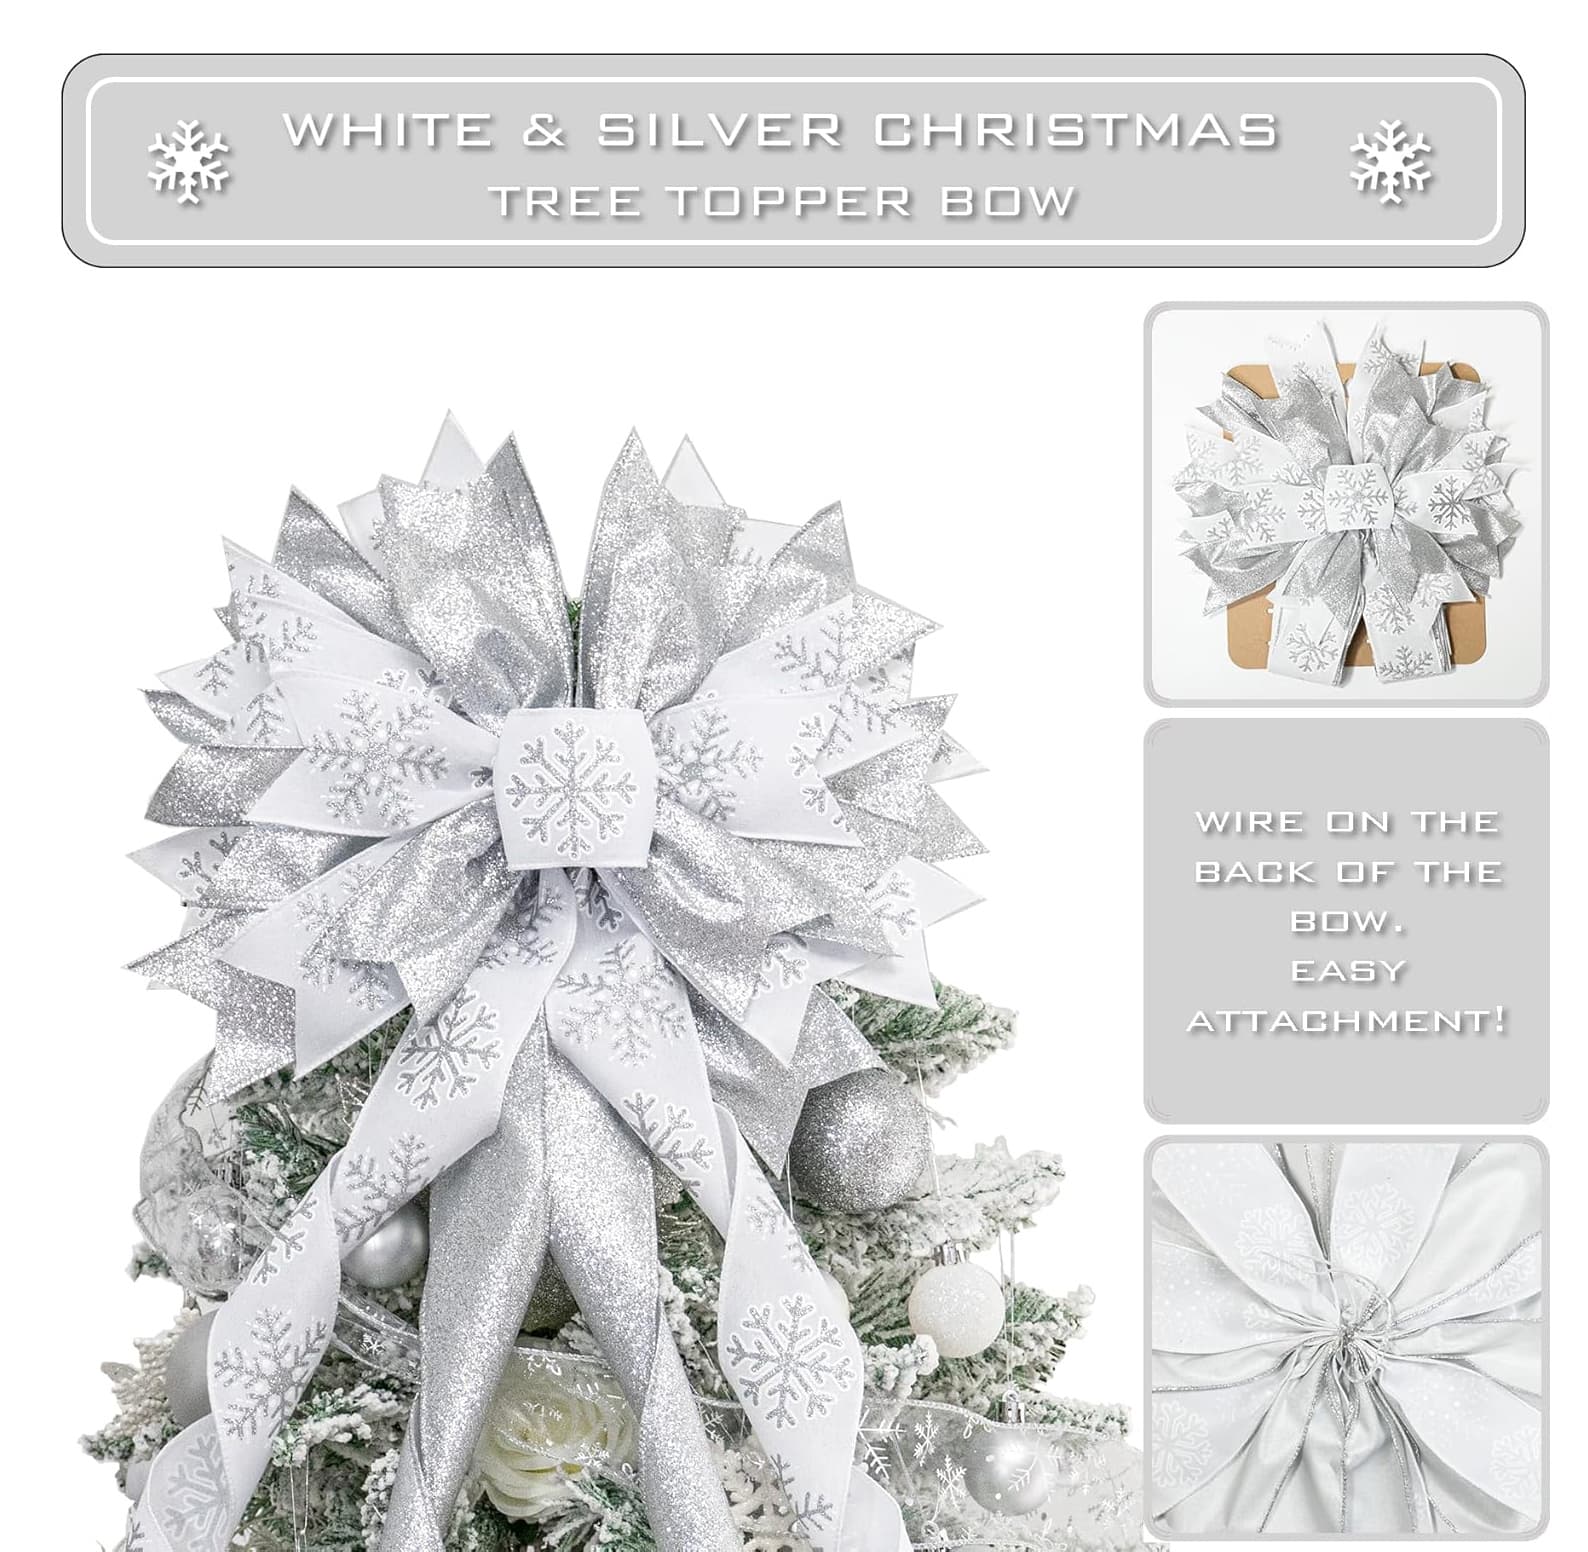 WHITE & SILVER CHRISTMAS
TREE TOPPER BOW
WIRE ON THE
BACK OF THE
BOW.
EASY
ATTACHMENT!